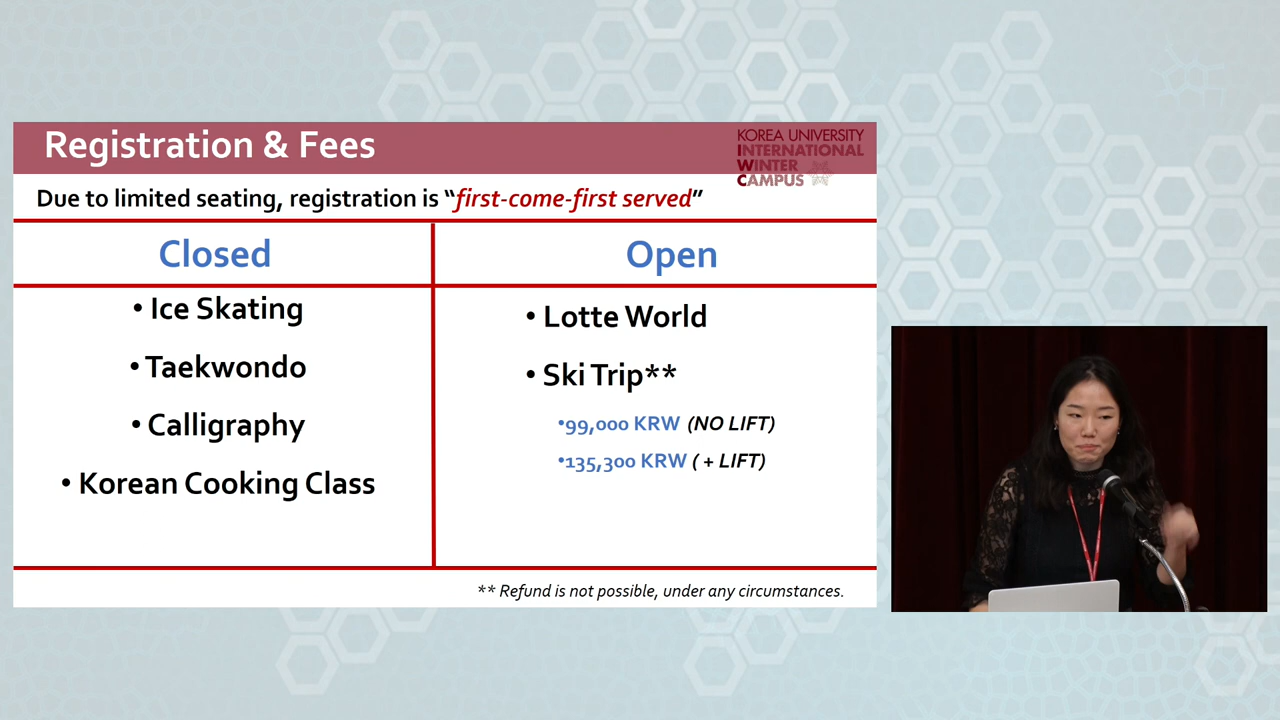 Registration & Fees
KOREA UNIVERSITY
INTERNATIONAL
WINTER
CAMPUS
Due to limited seating, registration is “first-come-first served”
Closed
• Ice Skating
• Taekwondo
• Calligraphy
• Korean Cooking Class
Open
• Lotte World
• Ski Trip**
•99,000 KRW (NO LIFT)
•135,300 KRW ( + LIFT)
** Refund is not possible, under any circumstances.